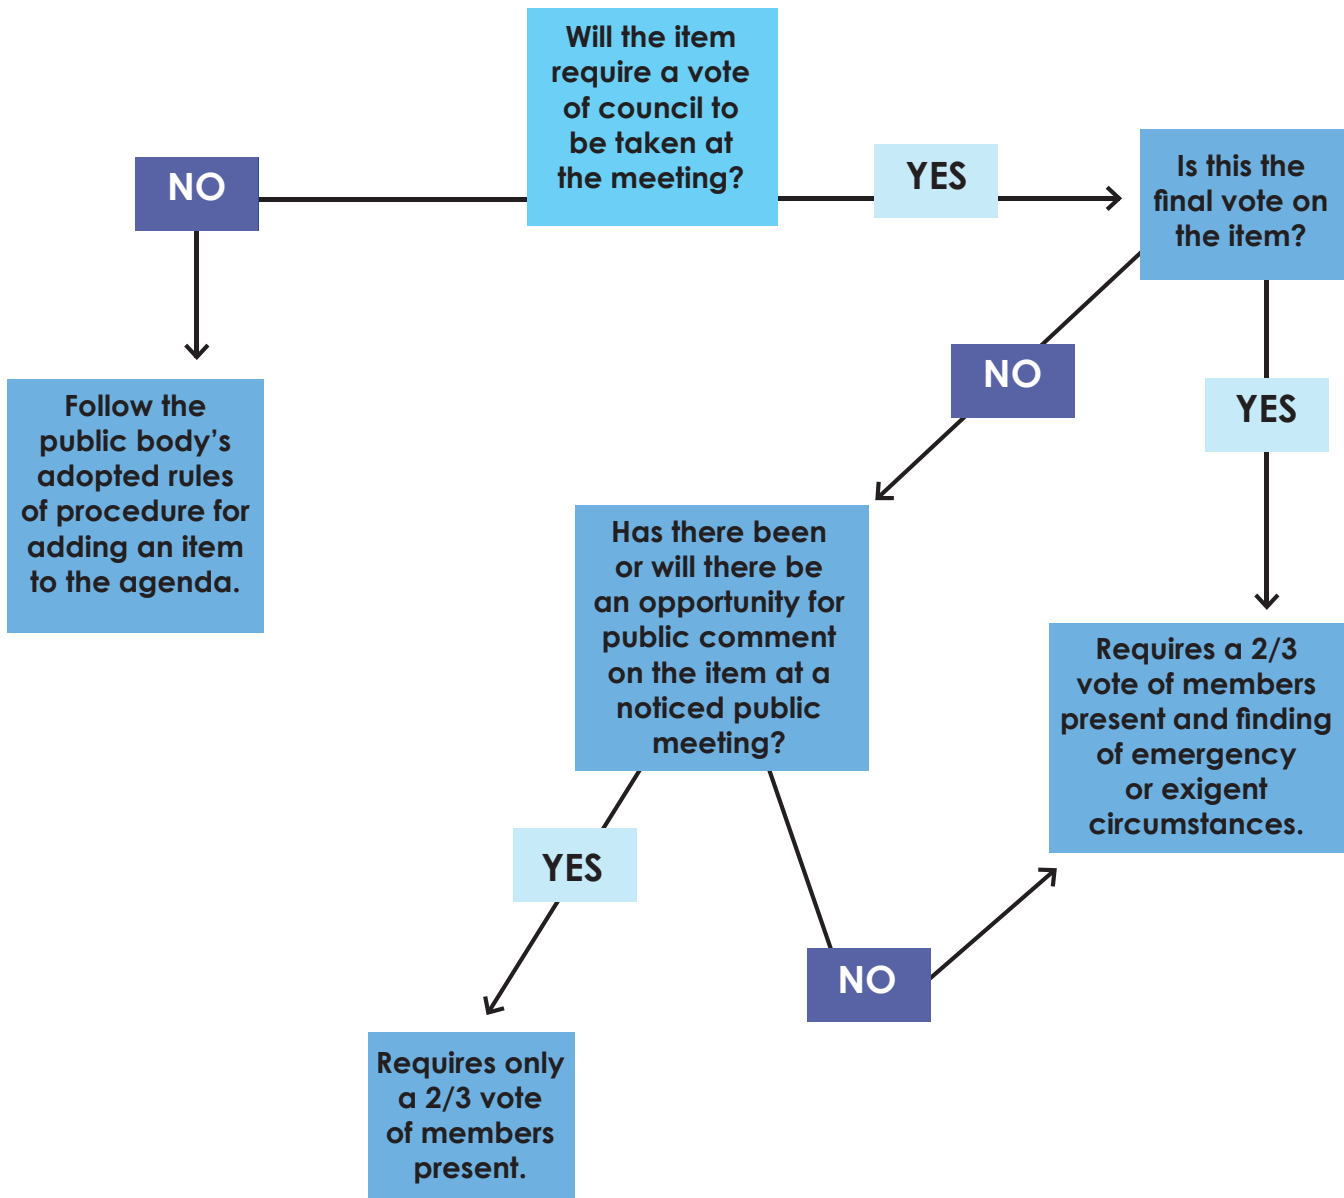 Will the item
require a vote
of council to
be taken at
the meeting?
NO
YES
Is this the
final vote on
the item?
NO
YES
Follow the
public body’s
adopted rules
of procedure for
adding an item
to the agenda.
Has there been
or will there be
an opportunity for
public comment
on the item at a
noticed public
meeting?
Requires a 2/3
vote of members
present and finding
of emergency
or exigent
circumstances.
YES
NO
Requires only
a 2/3 vote
of members
present.